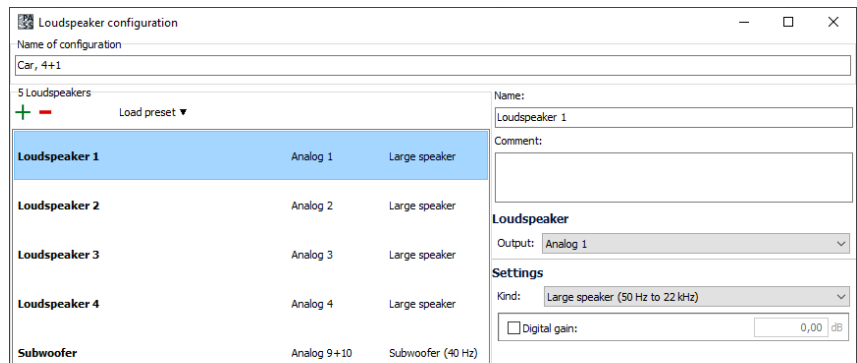 Loudspeaker configuration
Name of configuration
Car, 4+1
5 Loudspeakers
Load preset ▼
Loudspeaker 1 Analog 1 Large speaker
Loudspeaker 2 Analog 2 Large speaker
Loudspeaker 3 Analog 3 Large speaker
Loudspeaker 4 Analog 4 Large speaker
Subwoofer Analog 9+10 Subwoofer (40 Hz)
Name:
Loudspeaker 1
Comment:
Loudspeaker
Output: Analog 1
Settings
Kind: Large speaker (50 Hz to 22 kHz)
Digital gain: 0,00 dB